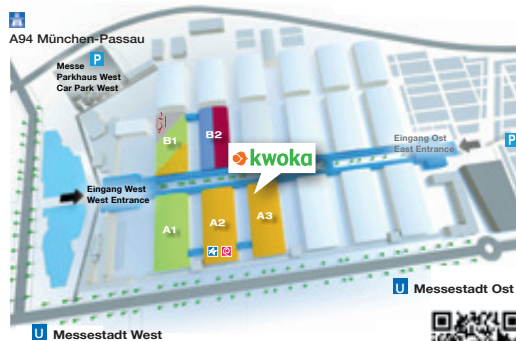 A94 München-Passau
Messe
Parkhaus West
Car Park West
P
B1
B2
kwoka
Eingang Ost
East Entrance
P
Eingang West
West Entrance
A1
A2
A3
U Messestadt Ost
U Messestadt West